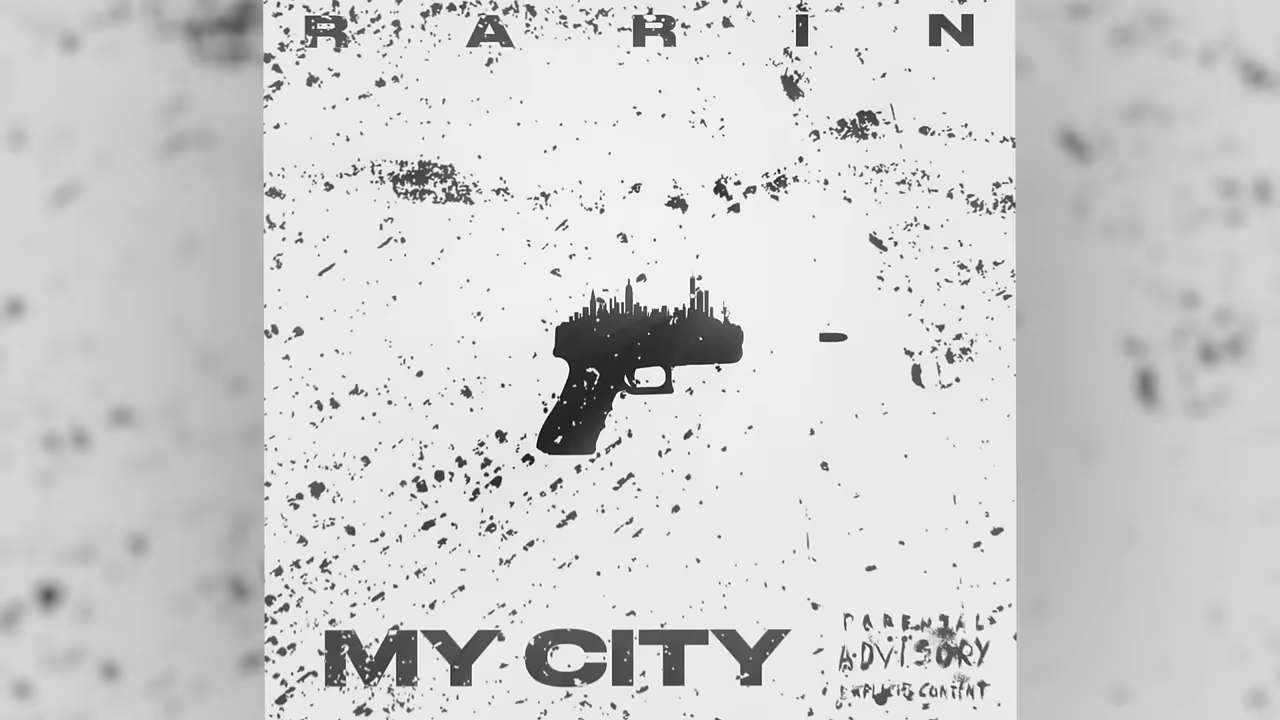 R A R I N
MY CITY
PARENTAL
ADVISORY
EXPLICIT CONTENT